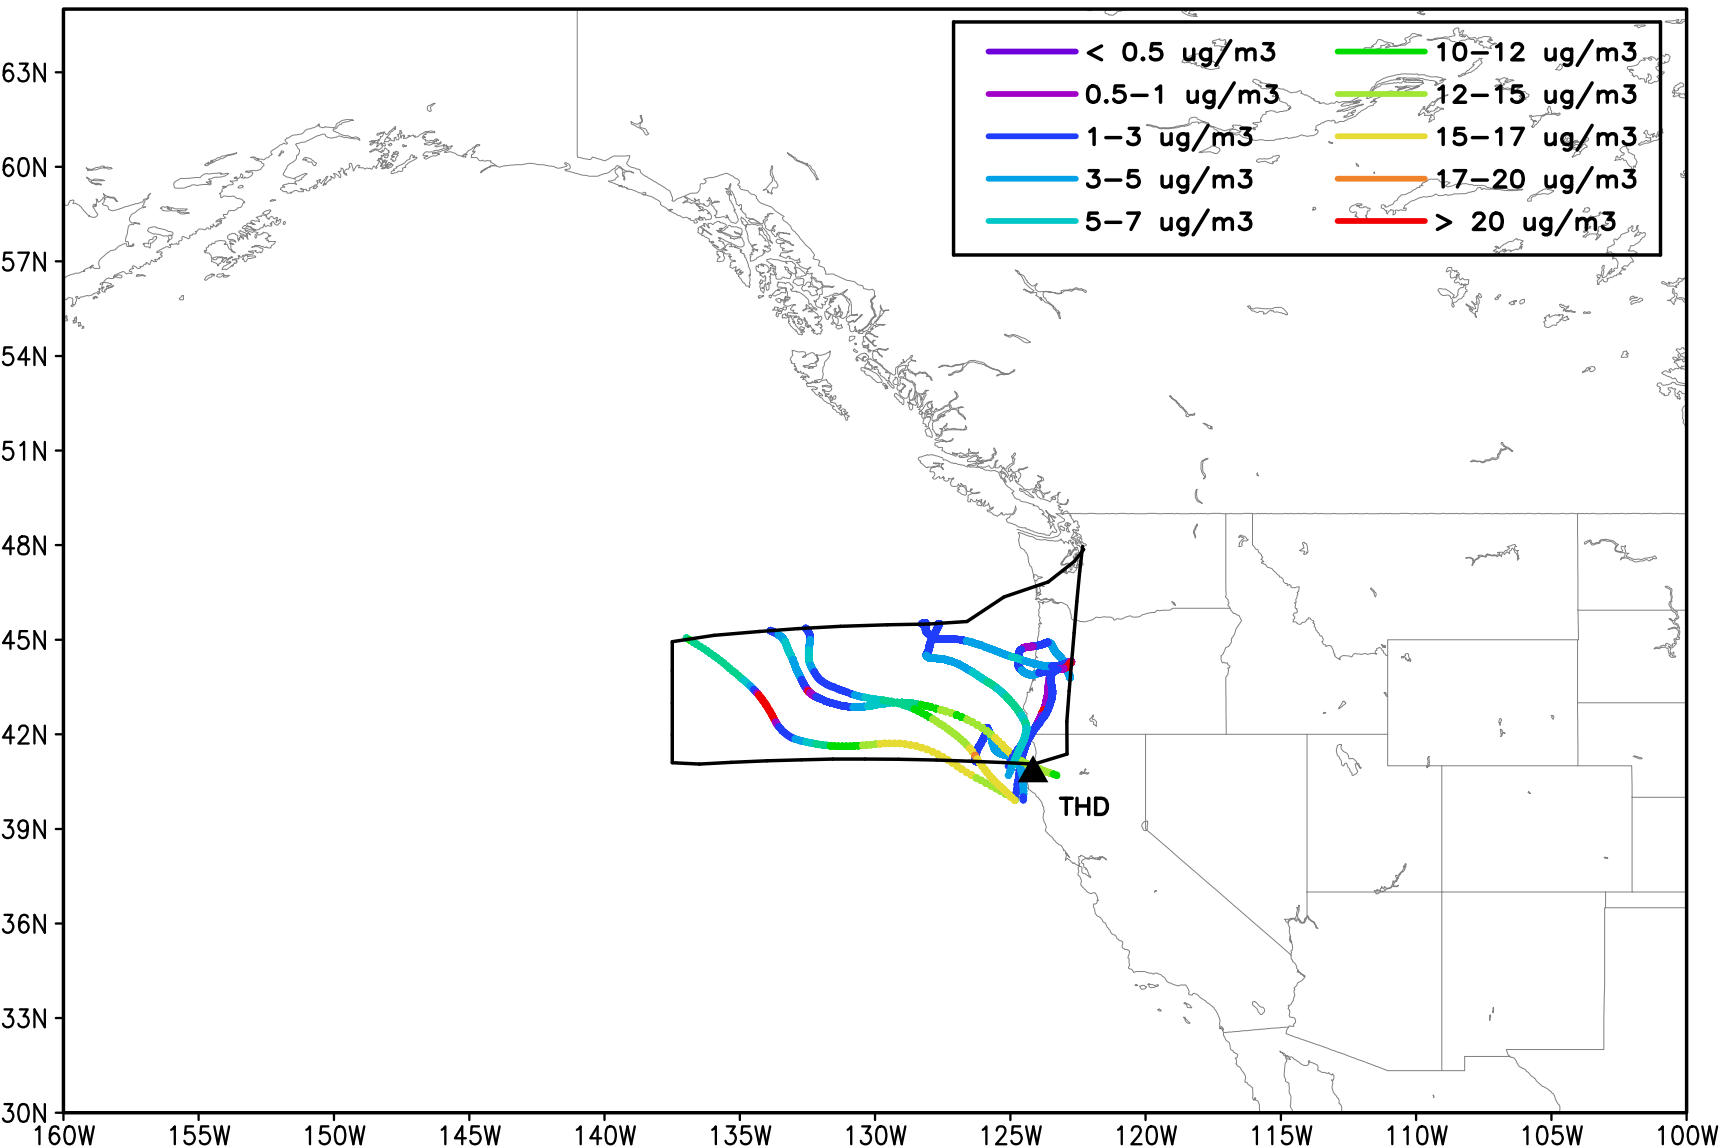 < 0.5 ug/m3
0.5-1 ug/m3
1-3 ug/m3
3-5 ug/m3
5-7 ug/m3
10-12 ug/m3
12-15 ug/m3
15-17 ug/m3
17-20 ug/m3
> 20 ug/m3
63N
60N
57N
54N
51N
48N
45N
42N
39N
36N
33N
30N
THD
160W 155W 150W 145W 140W 135W 130W 125W 120W 115W 110W 105W 100W